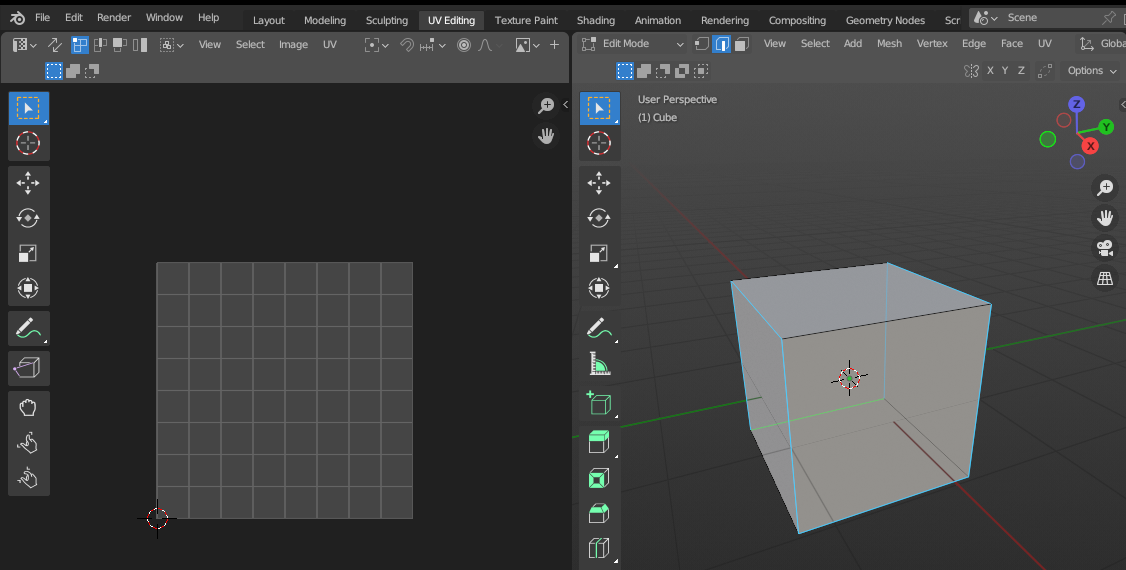 File Edit Render Window Help Layout Modeling Sculpting UV Editing Texture Paint Shading Animation Rendering Compositing Geometry Nodes Scr Scene
View Select Image UV Edit Mode View Select Add Mesh Vertex Edge Face UV Globa
X Y Z Options
User Perspective
(1) Cube
Z
Y
X